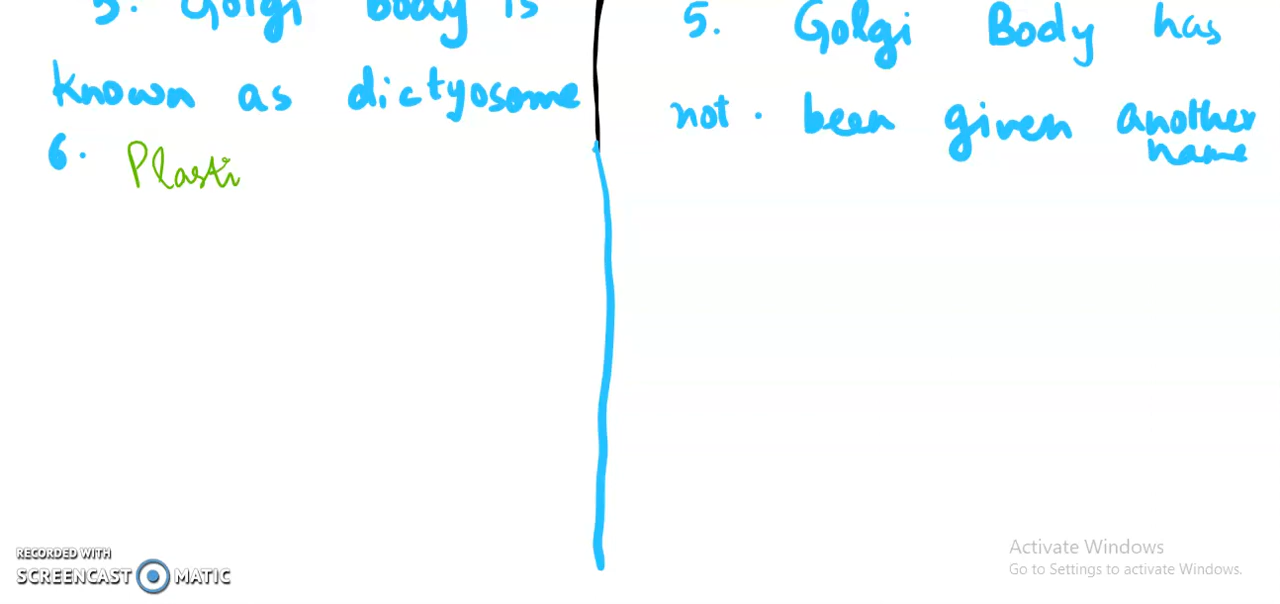 5. Golgi body is
known as dictyosome
6. Plasti
5. Golgi Body has
not. been given another
name
RECORDED WITH
SCREENCAST MATIC
Activate Windows
Go to Settings to activate Windows.